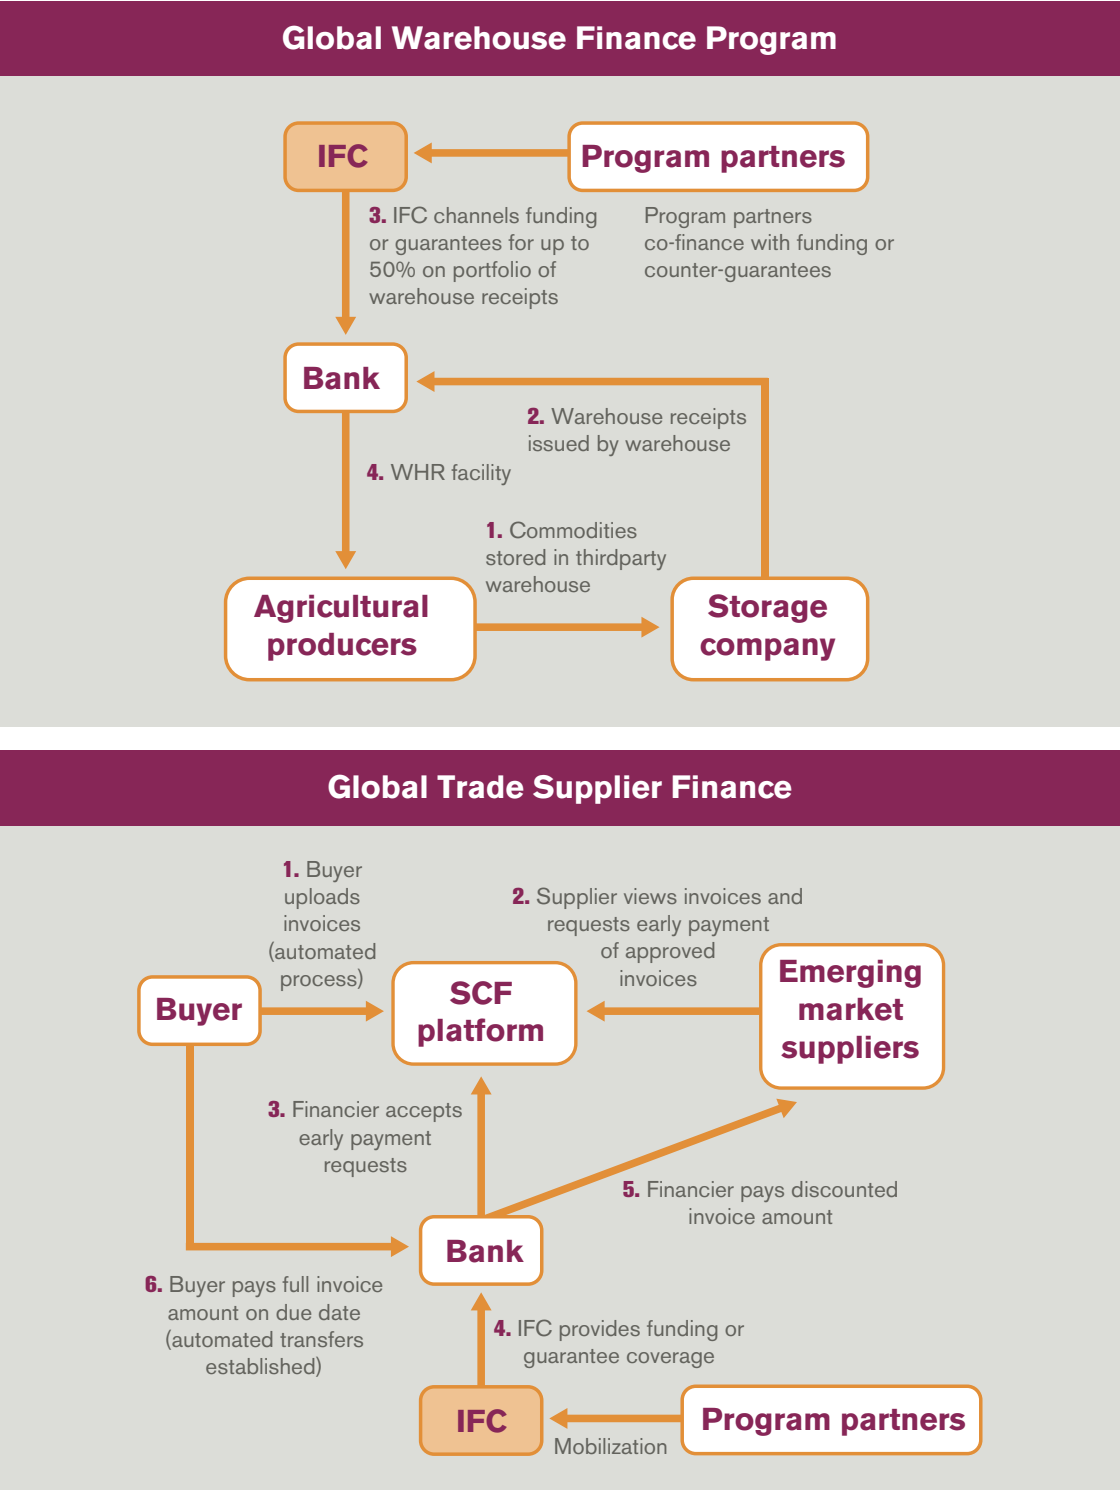 Global Warehouse Finance Program
IFC
Program partners
3. IFC channels funding
or guarantees for up to
50% on portfolio of
warehouse receipts
Program partners
co-finance with funding or
counter-guarantees
Bank
2. Warehouse receipts
issued by warehouse
4. WHR facility
1. Commodities
stored in thirdparty
warehouse
Agricultural
producers
Storage
company
Global Trade Supplier Finance
1. Buyer
uploads
invoices
(automated
process)
2. Supplier views invoices and
requests early payment
of approved
invoices
Buyer
SCF
platform
Emerging
market
suppliers
3. Financier accepts
early payment
requests
5. Financier pays discounted
invoice amount
Bank
6. Buyer pays full invoice
amount on due date
(automated transfers
established)
4. IFC provides funding or
guarantee coverage
IFC
Program partners
Mobilization